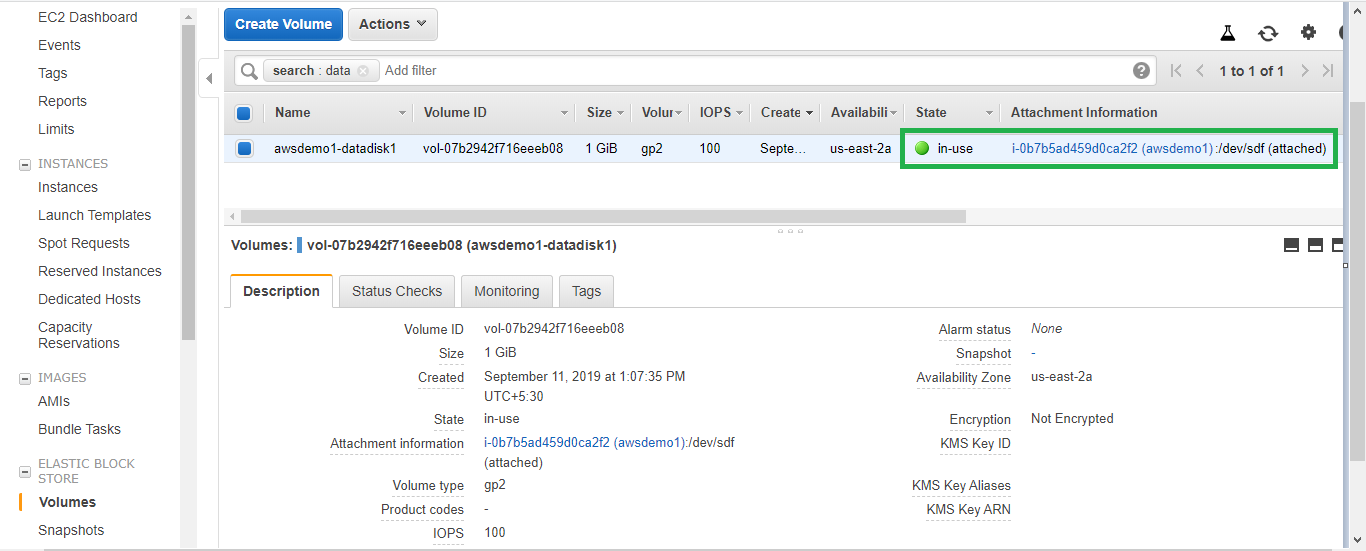 EC2 Dashboard
Events
Tags
Reports
Limits
INSTANCES
Instances
Launch Templates
Spot Requests
Reserved Instances
Dedicated Hosts
Capacity
Reservations
IMAGES
AMIs
Bundle Tasks
ELASTIC BLOCK
STORE
Volumes
Snapshots
Create Volume Actions
search : data Add filter 1 to 1 of 1
Name Volume ID Size Volur IOPS Create Availabili State Attachment Information
awsdemo1-datadisk1 vol-07b2942f716eeeb08 1 GiB gp2 100 Septe... us-east-2a in-use i-0b7b5ad459d0ca2f2 (awsdemo1):/dev/sdf (attached)
Volumes: vol-07b2942f716eeeb08 (awsdemo1-datadisk1)
Description Status Checks Monitoring Tags
Volume ID vol-07b2942f716eeeb08 Alarm status None
Size 1 GiB Snapshot -
Created September 11, 2019 at 1:07:35 PM Availability Zone us-east-2a
UTC+5:30
State in-use Encryption Not Encrypted
Attachment information i-0b7b5ad459d0ca2f2 (awsdemo1):/dev/sdf KMS Key ID
(attached)
Volume type gp2 KMS Key Aliases
Product codes - KMS Key ARN
IOPS 100